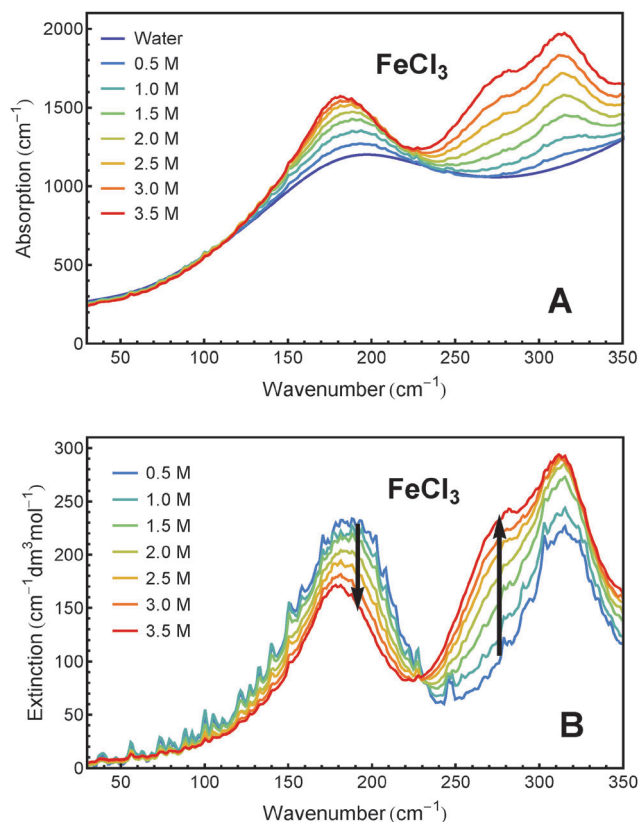 2000
1500
1000
500
0
Absorption (cm⁻¹)
Water
0.5 M
1.0 M
1.5 M
2.0 M
2.5 M
3.0 M
3.5 M
FeCl₃
A
50 100 150 200 250 300 350
Wavenumber (cm⁻¹)
300
250
200
150
100
50
0
Extinction (cm⁻¹dm³mol⁻¹)
0.5 M
1.0 M
1.5 M
2.0 M
2.5 M
3.0 M
3.5 M
FeCl₃
B
50 100 150 200 250 300 350
Wavenumber (cm⁻¹)